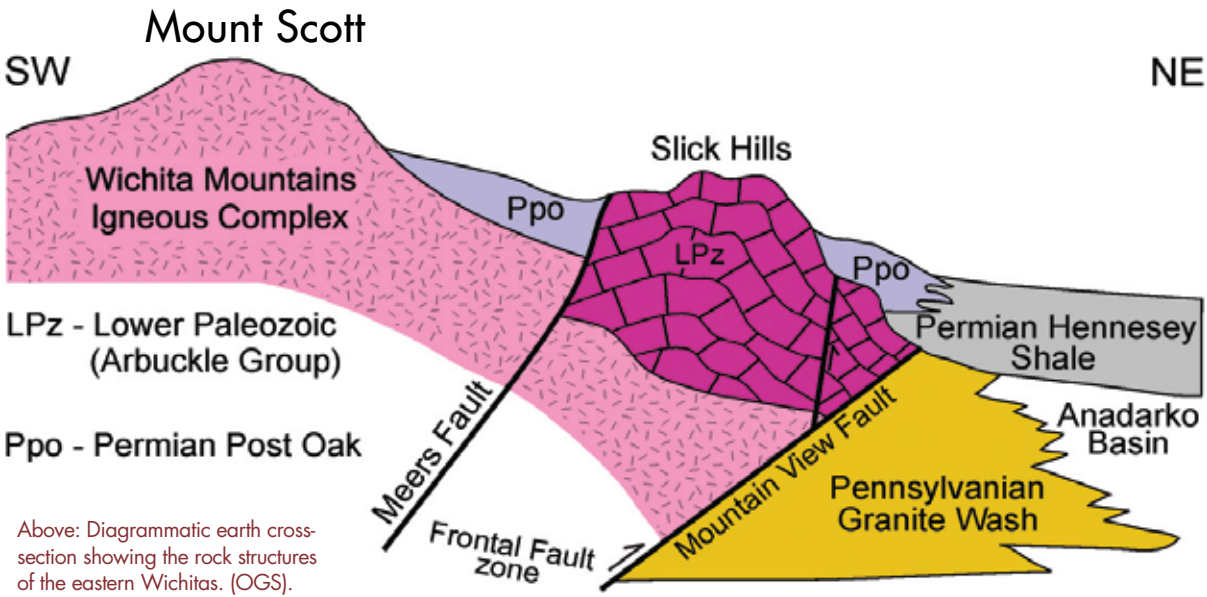 Mount Scott
SW
NE
Slick Hills
Wichita Mountains
Igneous Complex
Ppo
LPz
Ppo
LPz - Lower Paleozoic
(Arbuckle Group)
Permian Hennesey
Shale
Anadarko
Basin
Ppo - Permian Post Oak
Meers Fault
Mountain View Fault
Pennsylvanian
Granite Wash
Frontal Fault
zone
Above: Diagrammatic earth cross-
section showing the rock structures
of the eastern Wichitas. (OGS).